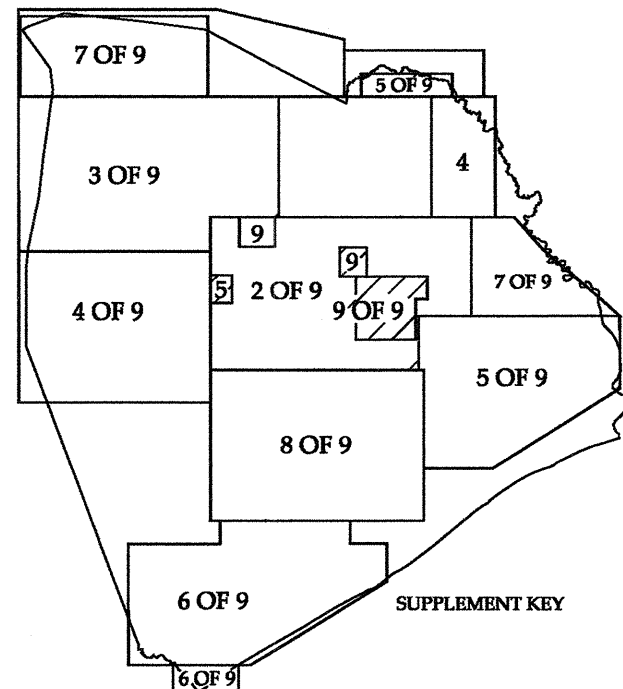 7 OF 9
5 OF 9
3 OF 9
4
9
9
5
2 OF 9
7 OF 9
4 OF 9
9 OF 9
5 OF 9
8 OF 9
6 OF 9
SUPPLEMENT KEY
6 OF 9